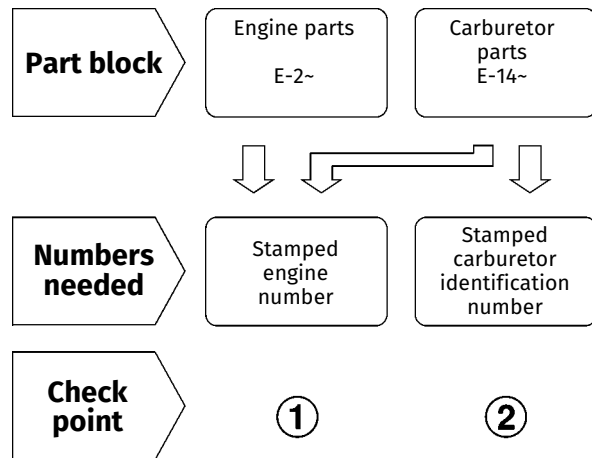 Part block
Engine parts
E-2~
Carburetor
parts
E-14~
Numbers
needed
Stamped
engine
number
Stamped
carburetor
identification
number
Check
point
①
②